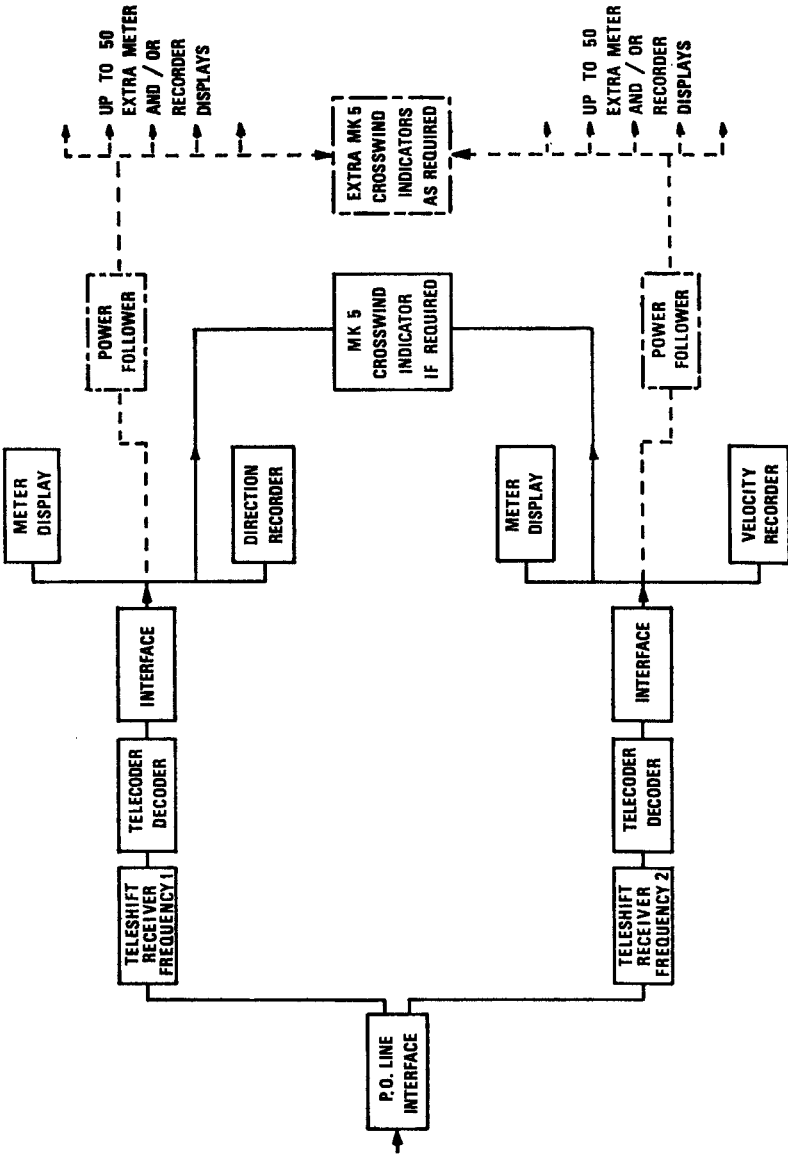 P.O. LINE
INTERFACE
TELESHIFT
RECEIVER
FREQUENCY 1
TELECODER
DECODER
INTERFACE
METER
DISPLAY
DIRECTION
RECORDER
POWER
FOLLOWER
UP TO 50
EXTRA METER
AND / OR
RECORDER
DISPLAYS
MK 5
CROSSWIND
INDICATOR
IF REQUIRED
EXTRA MK 5
CROSSWIND
INDICATORS
AS REQUIRED
TELESHIFT
RECEIVER
FREQUENCY 2
TELECODER
DECODER
INTERFACE
METER
DISPLAY
VELOCITY
RECORDER
POWER
FOLLOWER
UP TO 50
EXTRA METER
AND / OR
RECORDER
DISPLAYS